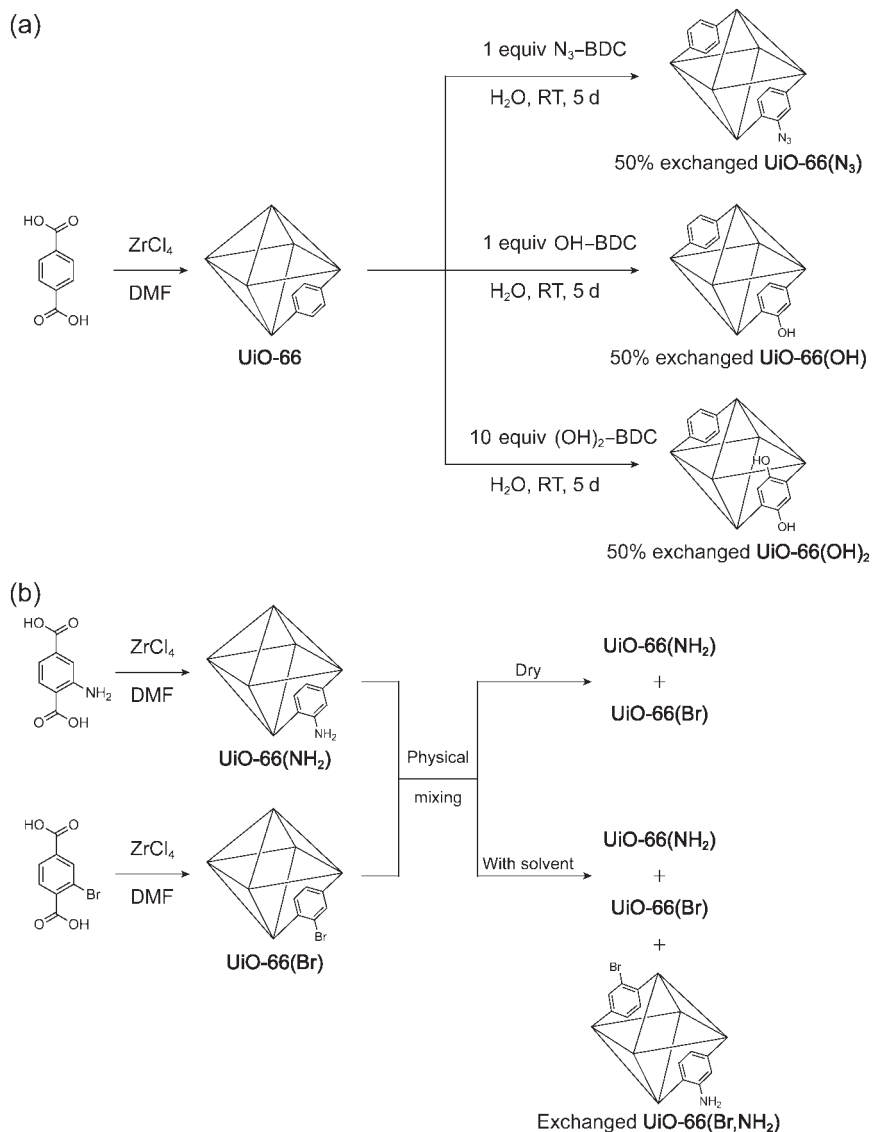 (a)
1 equiv N₃–BDC
H₂O, RT, 5 d
N₃
50% exchanged UiO-66(N₃)
HO
O
O
OH
ZrCl₄
DMF
UiO-66
1 equiv OH–BDC
H₂O, RT, 5 d
OH
50% exchanged UiO-66(OH)
10 equiv (OH)₂–BDC
H₂O, RT, 5 d
HO
OH
50% exchanged UiO-66(OH)₂
(b)
HO
O
NH₂
O
OH
ZrCl₄
DMF
NH₂
UiO-66(NH₂)
HO
O
Br
O
OH
ZrCl₄
DMF
Br
UiO-66(Br)
Physical
mixing
Dry
UiO-66(NH₂)
+
UiO-66(Br)
With solvent
UiO-66(NH₂)
+
UiO-66(Br)
+
Br
NH₂
Exchanged UiO-66(Br,NH₂)